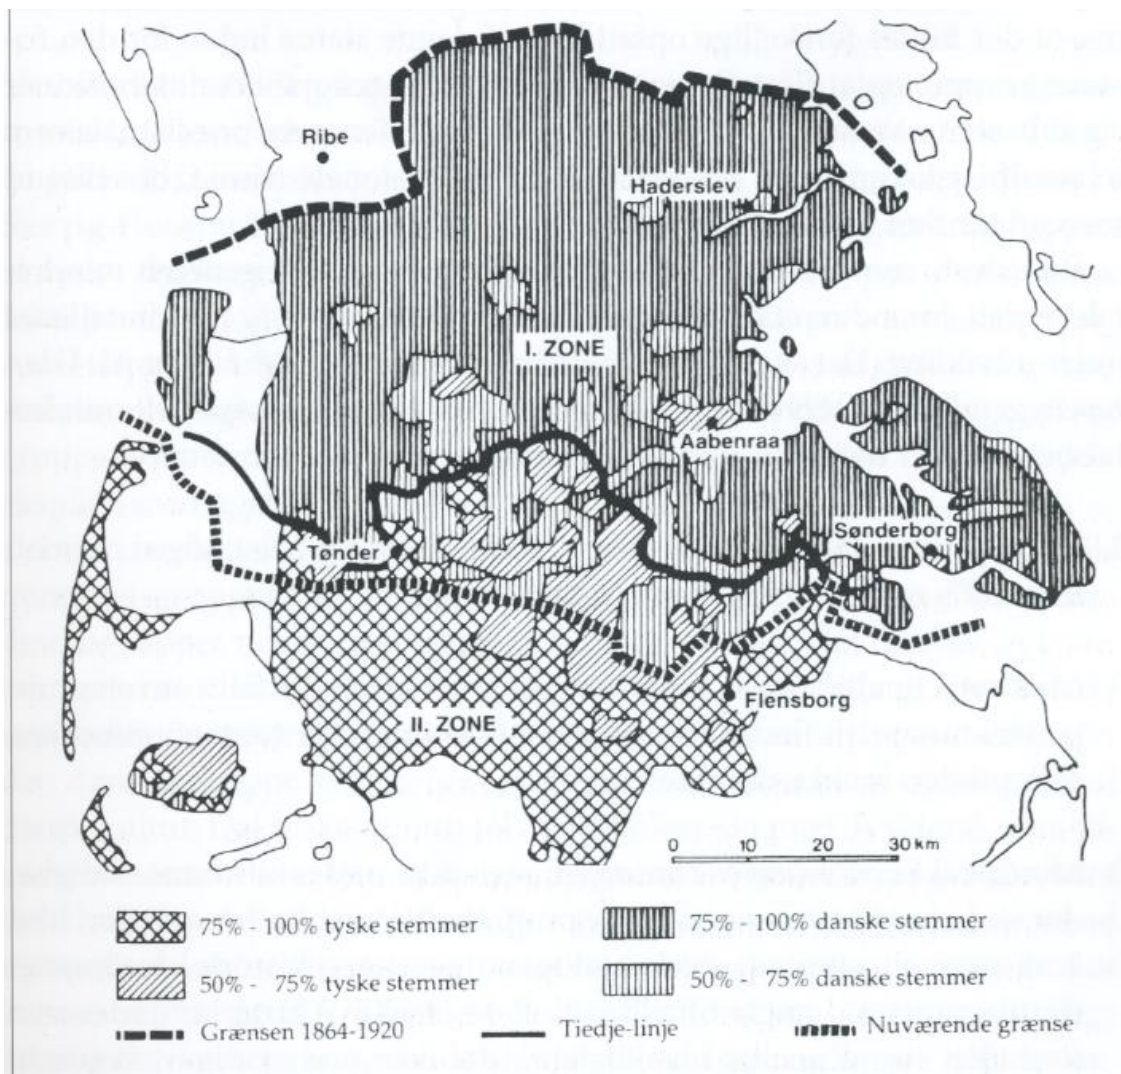 Ribe
Haderslev
I. ZONE
Aabenraa
Sønderborg
Tønder
Flensborg
II. ZONE
0 10 20 30 km
75% - 100% tyske stemmer
75% - 100% danske stemmer
50% - 75% tyske stemmer
50% - 75% danske stemmer
Grænsen 1864-1920
Tiedje-linje
Nuværende grænse